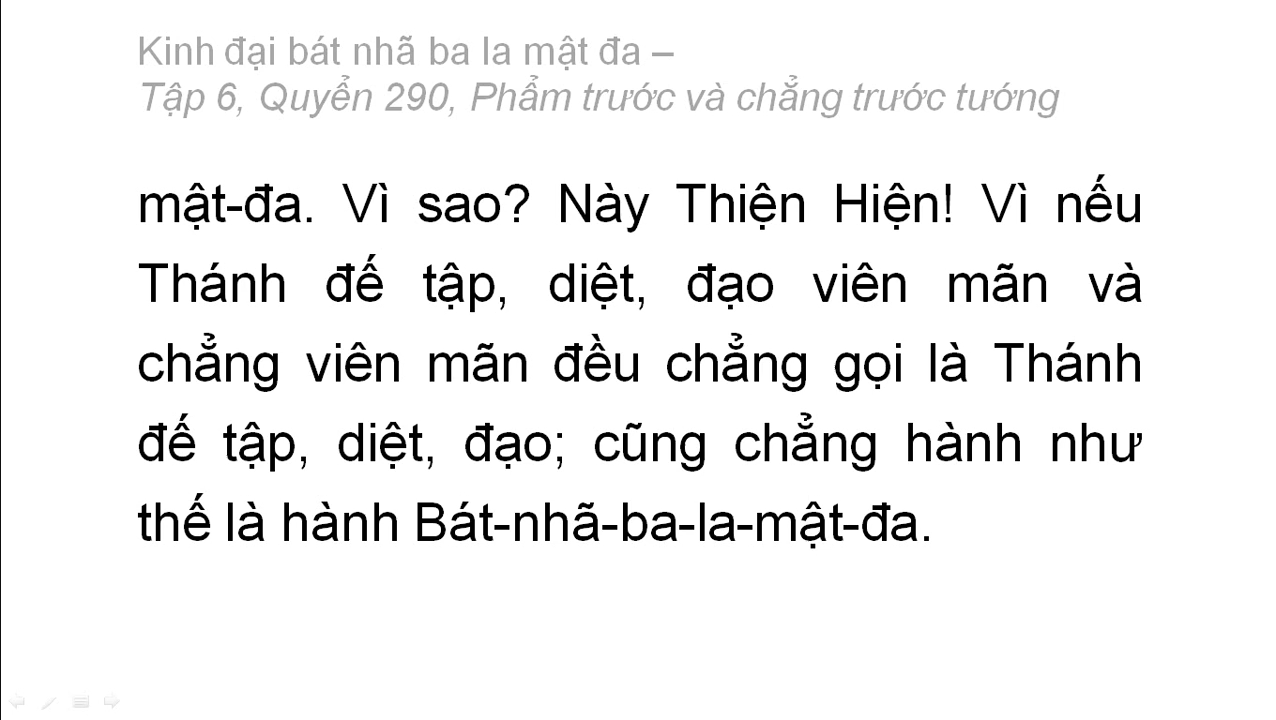 Kinh đại bát nhã ba la mật đa –
Tập 6, Quyển 290, Phẩm trước và chẳng trước tướng
mật-đa. Vì sao? Này Thiện Hiện! Vì nếu
Thánh đế tập, diệt, đạo viên mãn và
chẳng viên mãn đều chẳng gọi là Thánh
đế tập, diệt, đạo; cũng chẳng hành như
thế là hành Bát-nhã-ba-la-mật-đa.